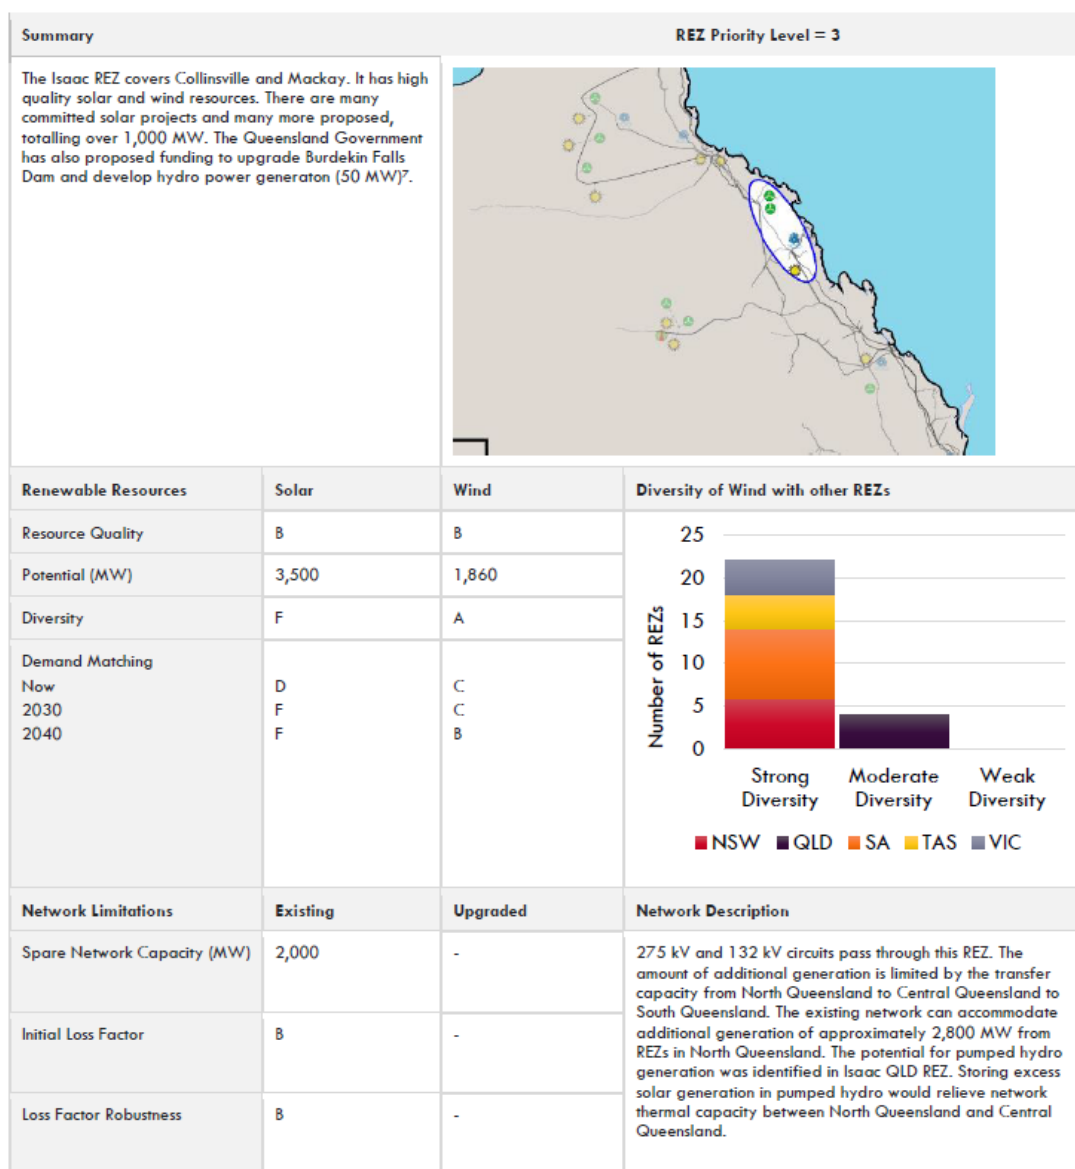 Summary
REZ Priority Level = 3
The Isaac REZ covers Collinsville and Mackay. It has high
quality solar and wind resources. There are many
committed solar projects and many more proposed,
totalling over 1,000 MW. The Queensland Government
has also proposed funding to upgrade Burdekin Falls
Dam and develop hydro power generaton (50 MW)7.
Renewable Resources Solar Wind Diversity of Wind with other REZs
Resource Quality B B
Potential (MW) 3,500 1,860
Diversity F A
Demand Matching
Now D C
2030 F C
2040 F B
Number of REZs
25
20
15
10
5
0
Strong Moderate Weak
Diversity Diversity Diversity
NSW QLD SA TAS VIC
Network Limitations Existing Upgraded Network Description
Spare Network Capacity (MW) 2,000 -
Initial Loss Factor B -
Loss Factor Robustness B -
275 kV and 132 kV circuits pass through this REZ. The
amount of additional generation is limited by the transfer
capacity from North Queensland to Central Queensland to
South Queensland. The existing network can accommodate
additional generation of approximately 2,800 MW from
REZs in North Queensland. The potential for pumped hydro
generation was identified in Isaac QLD REZ. Storing excess
solar generation in pumped hydro would relieve network
thermal capacity between North Queensland and Central
Queensland.